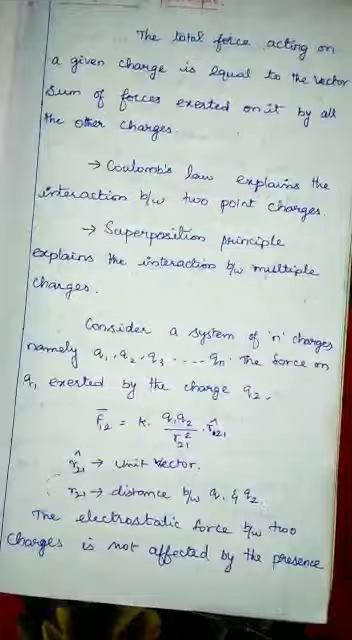 The total force acting on
a given charge is equal to the vector
sum of forces exerted on it by all
the other charges.
→ Coulomb's law explains the
interaction b/w two point charges.
→ Superposition principle
explains the interaction b/w multiple
charges.
Consider a system of 'n' charges
namely q₁, q₂, q₃ ---- qn. The force on
q₁ exerted by the charge q₂.
F̅₁₂ = K. q₁q₂/r₂₁² . r̂₂₁
r̂₂₁ → Unit Vector.
r₂₁ → distance b/w q₁ & q₂.
The electrostatic force b/w two
charges is not affected by the presence